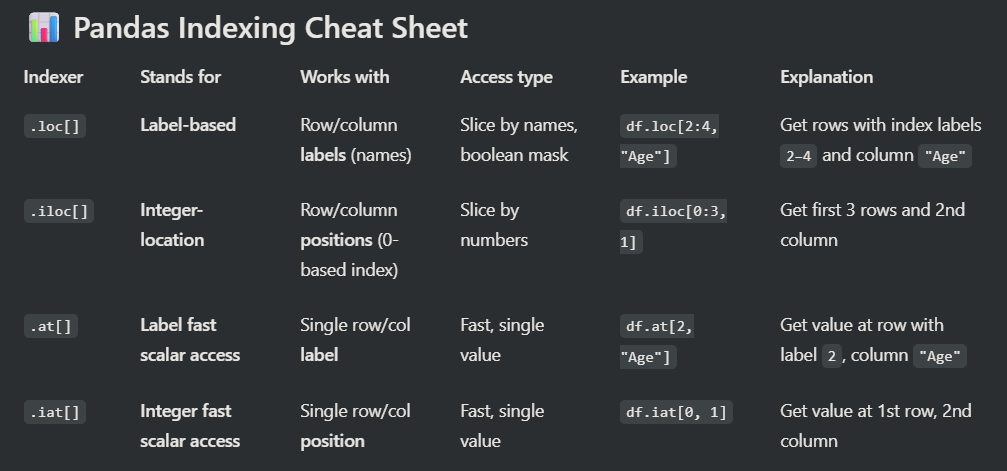 Pandas Indexing Cheat Sheet
Indexer Stands for Works with Access type Example Explanation
.loc[] Label-based Row/column labels (names) Slice by names, boolean mask df.loc[2:4, "Age"] Get rows with index labels 2–4 and column "Age"
.iloc[] Integer-location Row/column positions (0-based index) Slice by numbers df.iloc[0:3, 1] Get first 3 rows and 2nd column
.at[] Label fast scalar access Single row/col label Fast, single value df.at[2, "Age"] Get value at row with label 2, column "Age"
.iat[] Integer fast scalar access Single row/col position Fast, single value df.iat[0, 1] Get value at 1st row, 2nd column